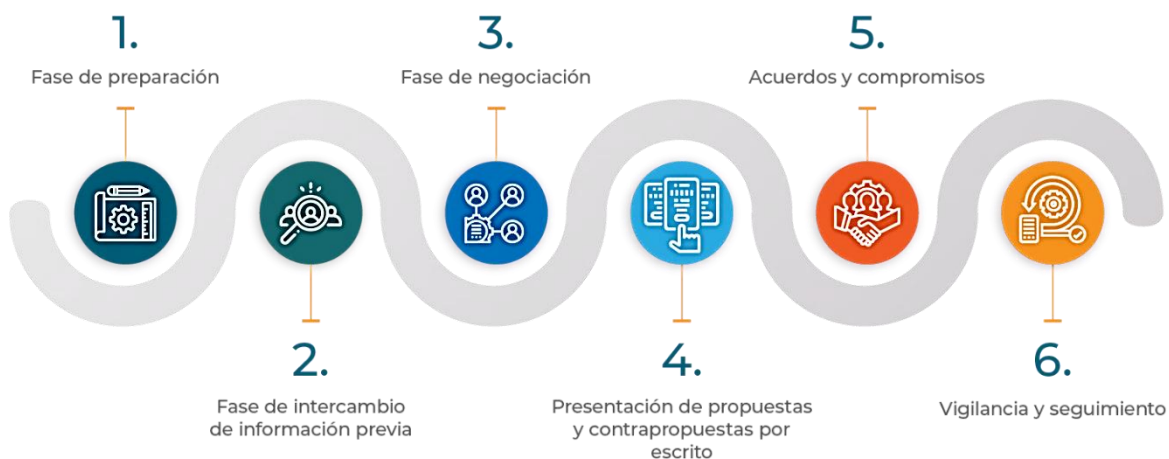 1.
Fase de preparación
2.
Fase de intercambio
de información previa
3.
Fase de negociación
4.
Presentación de propuestas
y contrapropuestas por
escrito
5.
Acuerdos y compromisos
6.
Vigilancia y seguimiento